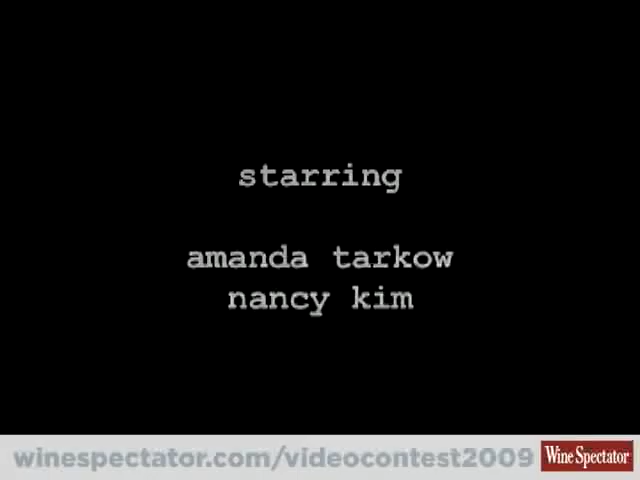 starring
amanda tarkow
nancy kim
winespectator.com/videocontest2009
Wine Spectator